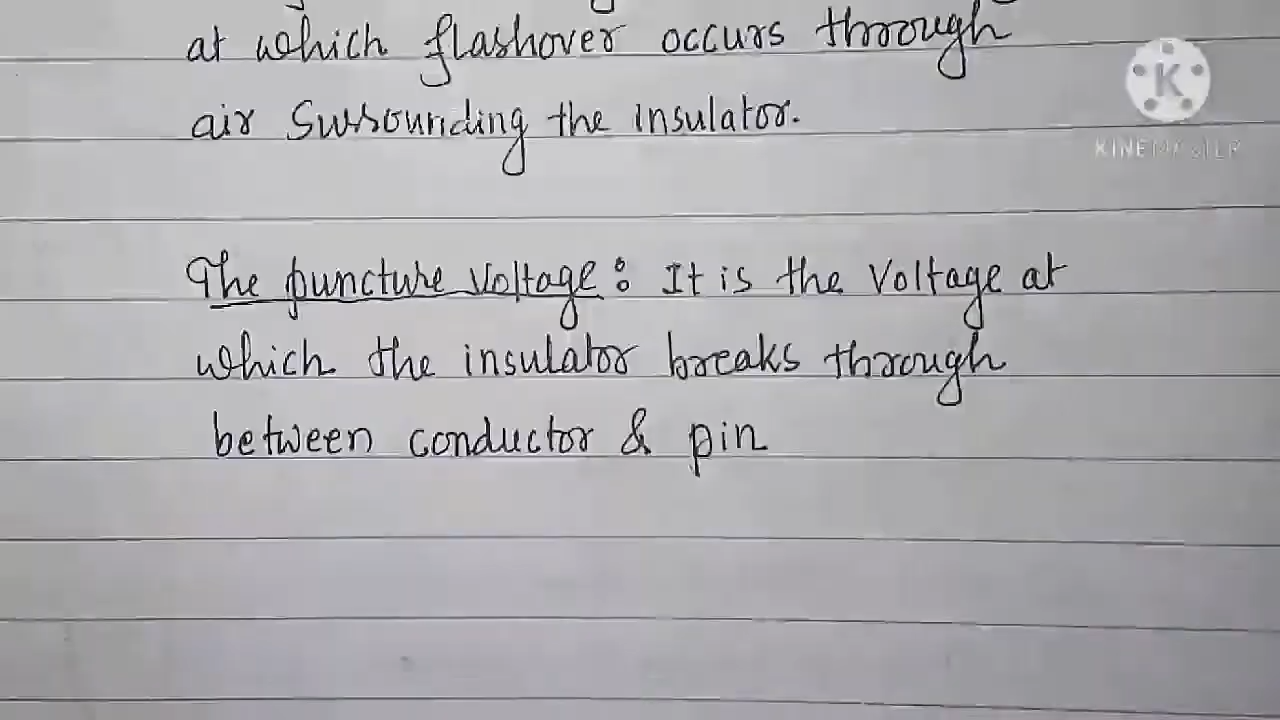 at which flashover occurs through
air surrounding the insulator.
K
KINEMASTER
The puncture voltage : It is the Voltage at
which the insulator breaks through
between conductor & pin